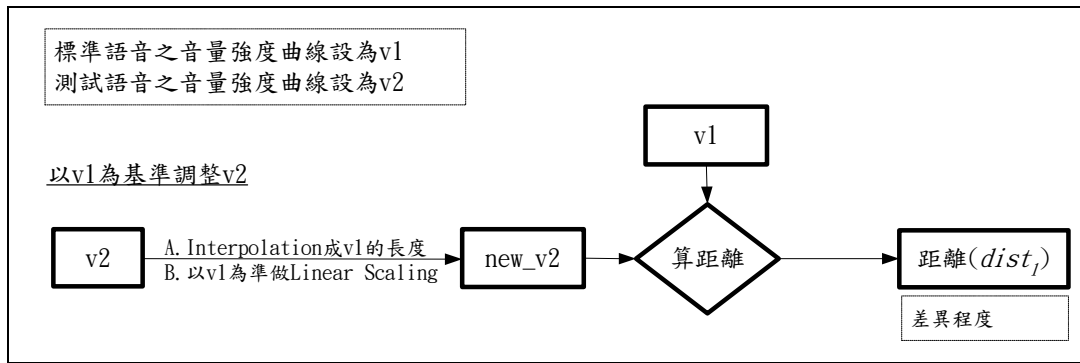 標準語音之音量強度曲線設為v1
測試語音之音量強度曲線設為v2
v1
以v1為基準調整v2
v2
A.Interpolation成v1的長度
B.以v1為準做Linear Scaling
new_v2
算距離
距離(dist₁)
差異程度